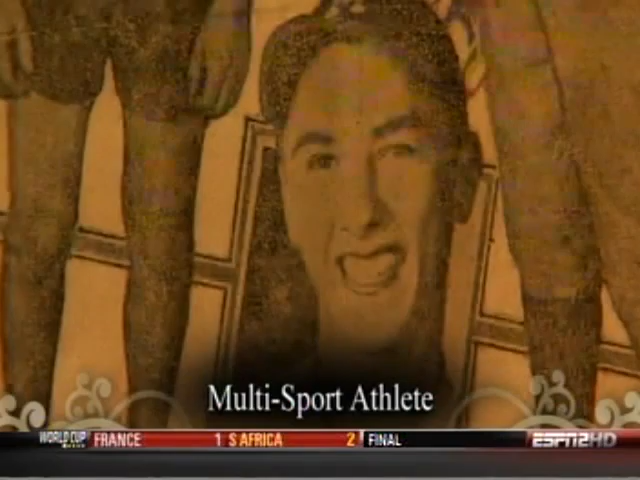 Multi-Sport Athlete
WORLD CUP FRANCE 1 S AFRICA 2 FINAL ESPN2HD